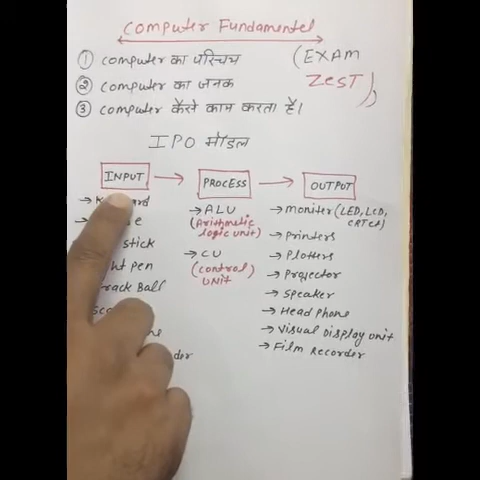 Computer Fundamentel
① Computer का परिचय
(EXAM
ZEST)
② Computer का जनक
③ Computer कैसे काम करता है।
IPO मोडल
INPUT → PROCESS → OUTPUT
→ ALU
(Arithmetic
logic unit)
→ CU
(control)
UNIT
→ Moniter (LED, LCD,
CRT
→ Printers
→ Plotters
→ Projector
→ Speaker
→ Head Phone
→ Visual Display unit
→ Film Recorder
stick
Pen
Ball